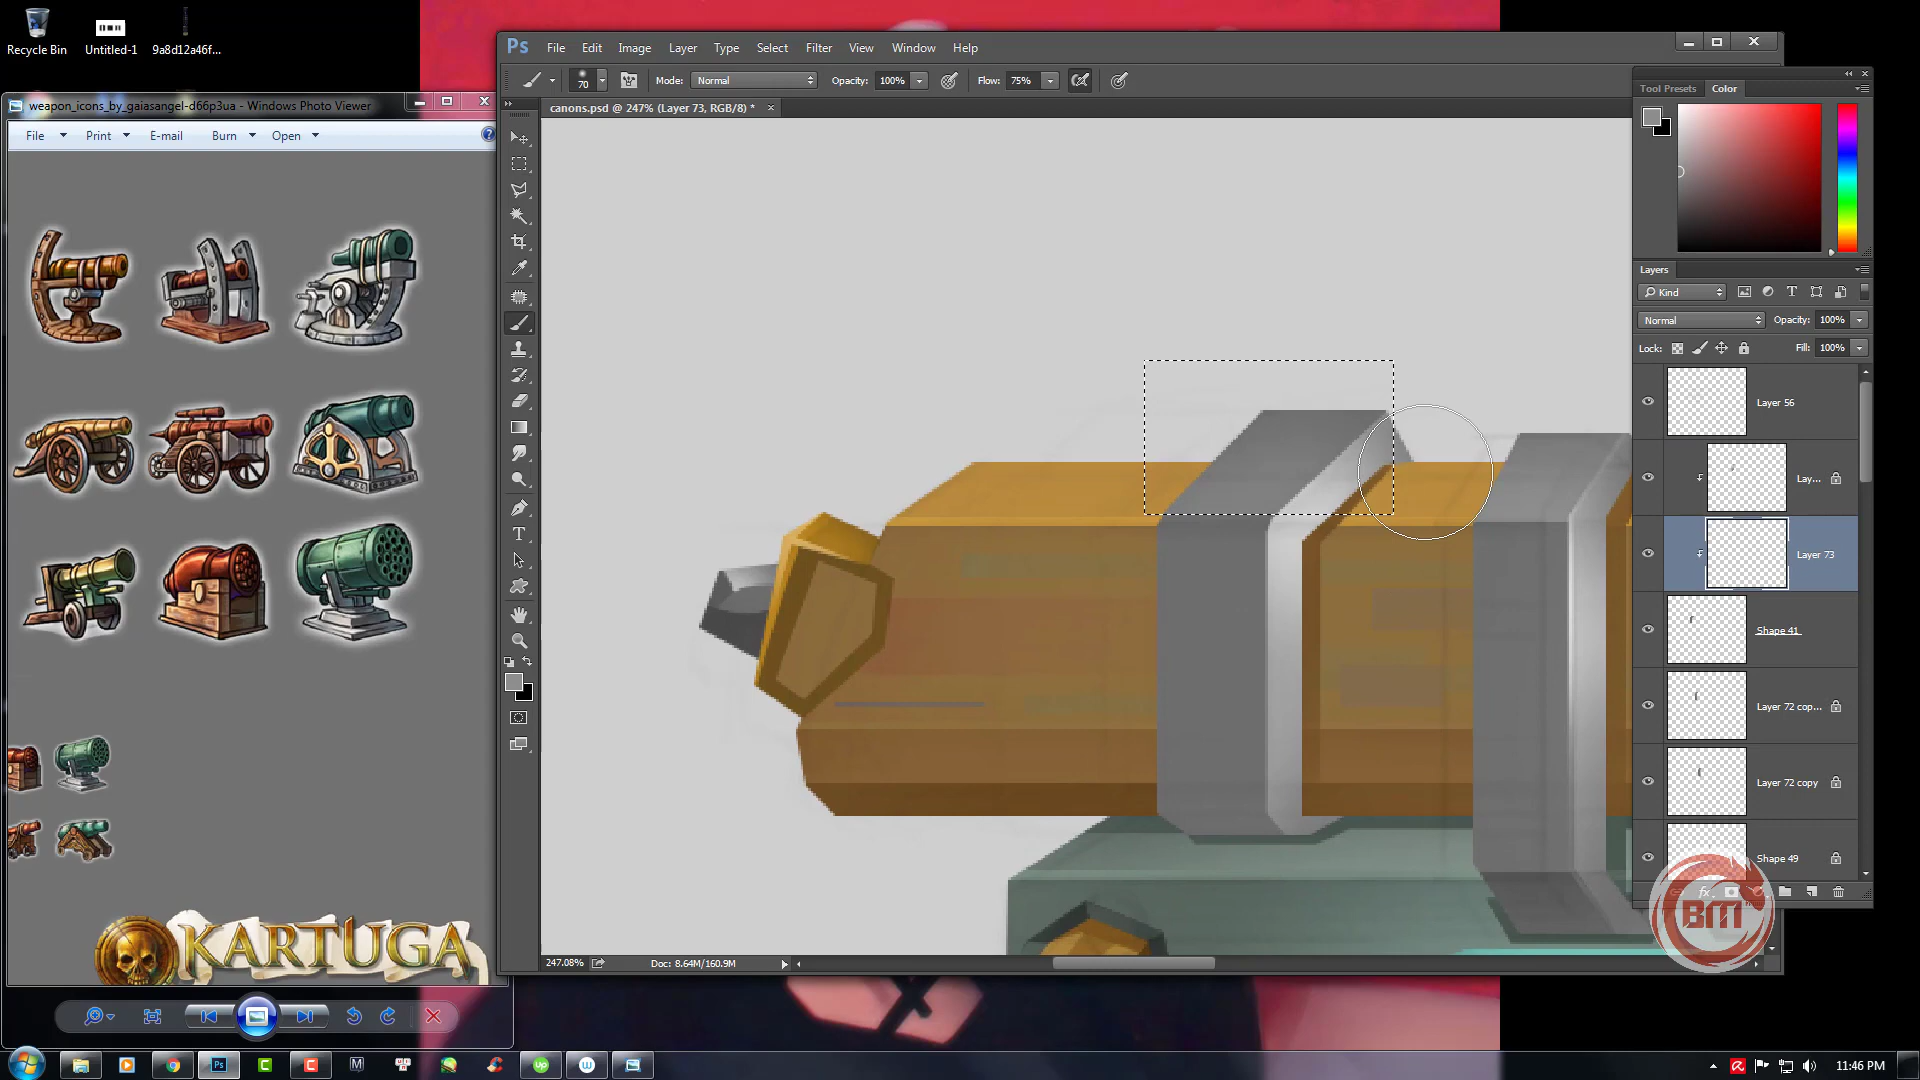 Recycle Bin
Untitled-1
9a8d12a46f...
weapon_icons_by_gaiasangel-d66p3ua - Windows Photo Viewer
File
Print
E-mail
Burn
Open
KARTUGA
Ps
File
Edit
Image
Layer
Type
Select
Filter
View
Window
Help
70
Mode:
Normal
Opacity:
100%
Flow:
75%
canons.psd @ 247% (Layer 73, RGB/8) *
247.08%
Doc: 8.64M/160.9M
Tool Presets
Color
Layers
Kind
Normal
Opacity:
100%
Lock:
Fill:
100%
Layer 56
Lay...
Layer 73
Shape 41
Layer 72 cop...
Layer 72 copy
Shape 49
BM
11:46 PM